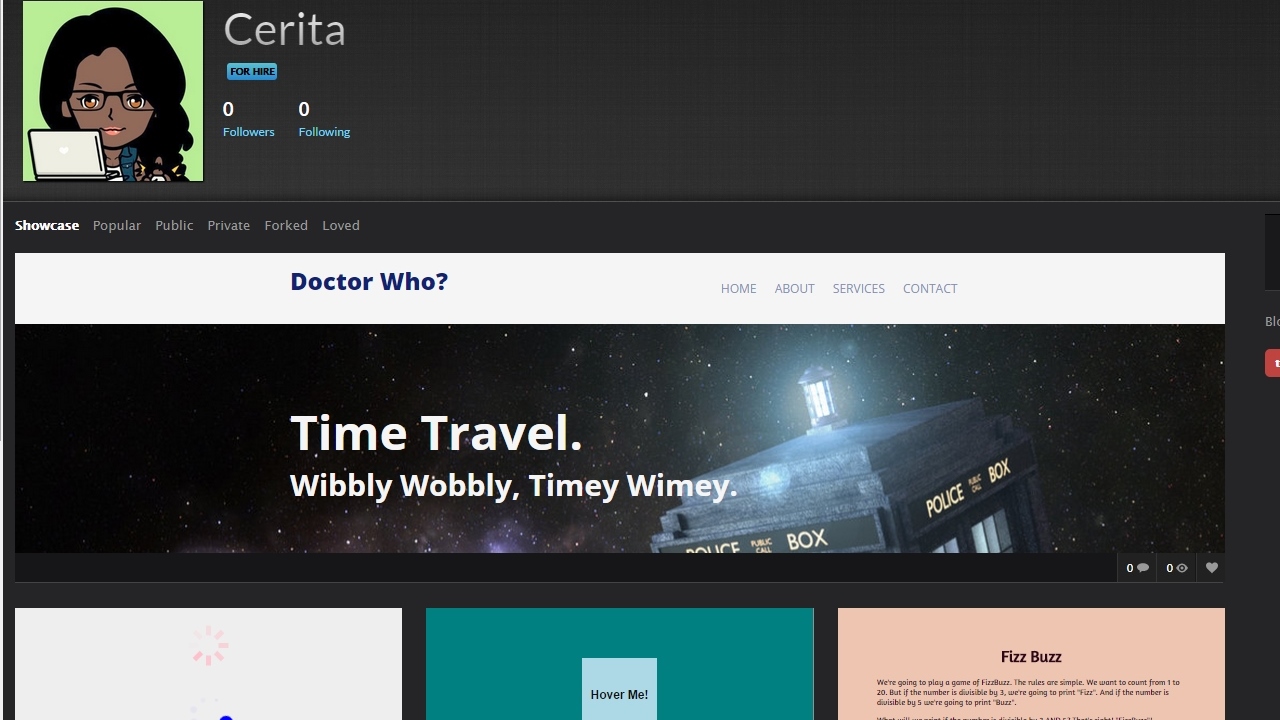 Cerita
FOR HIRE
0 0
Followers Following
Showcase Popular Public Private Forked Loved
Doctor Who?
HOME ABOUT SERVICES CONTACT
Time Travel.
Wibbly Wobbly, Timey Wimey.
POLICE PUBLIC CALL BOX
POLICE PUBLIC CALL BOX
0 0
Hover Me!
Fizz Buzz
We're going to play a game of FizzBuzz. The rules are simple. We want to count from 1 to
20. But if the number is divisible by 3, we're going to print "Fizz". And if the number is
divisible by 5 we're going to print "Buzz".